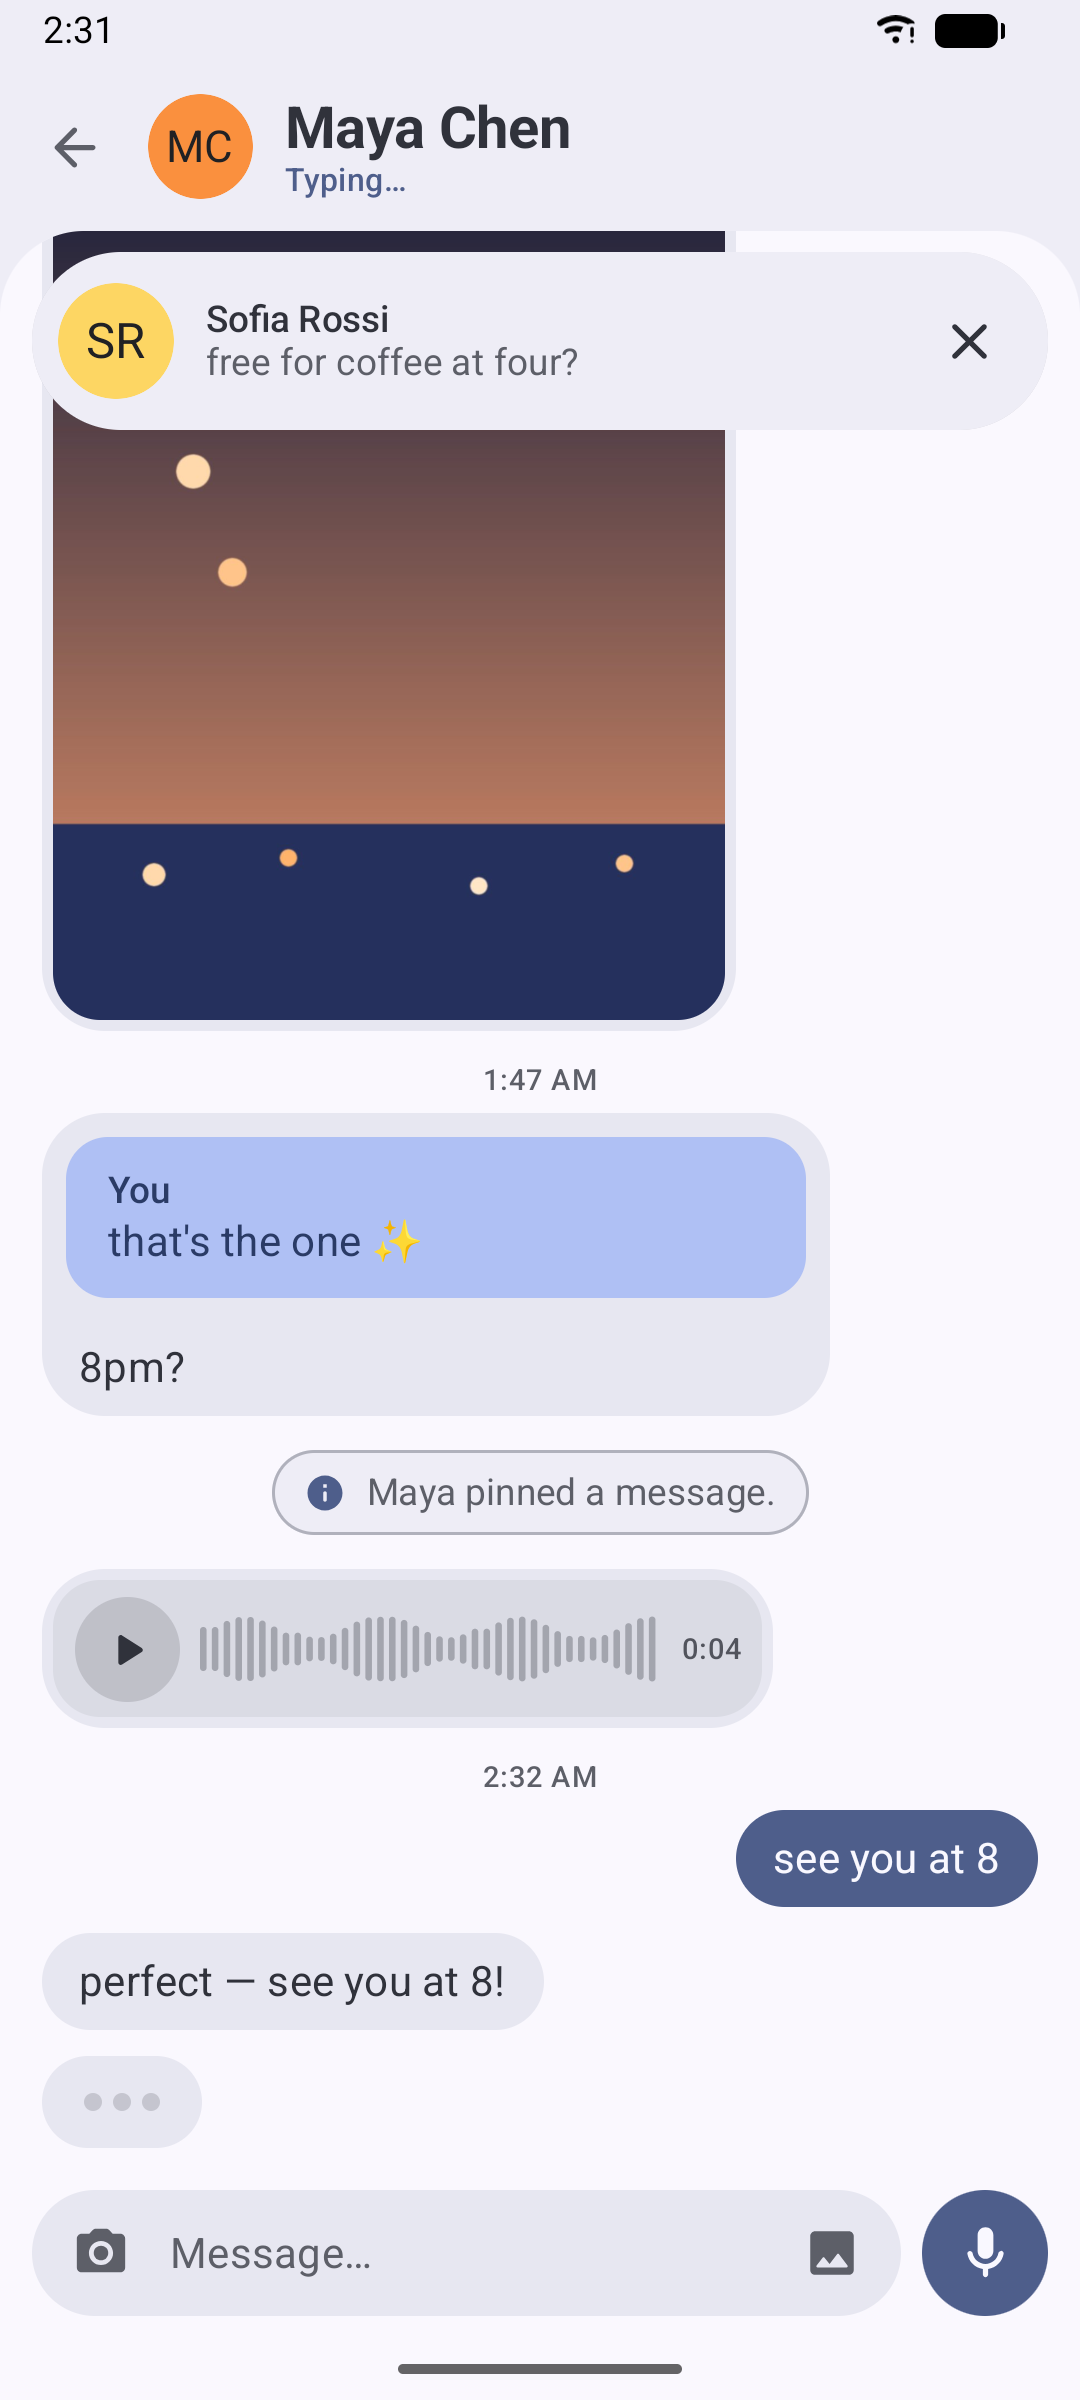 2:31
MC
Maya Chen
Typing…
SR
Sofia Rossi
free for coffee at four?
1:47 AM
You
that's the one ✨
8pm?
Maya pinned a message.
0:04
2:32 AM
see you at 8
perfect — see you at 8!
Message…